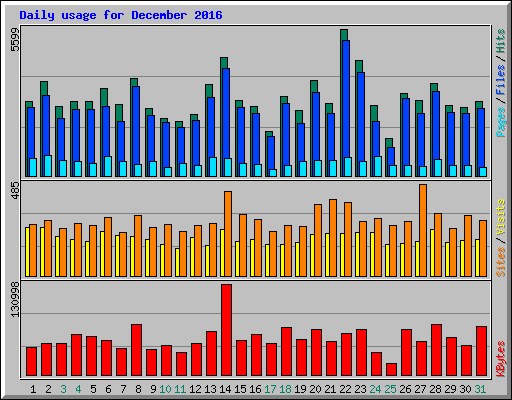 Daily usage for December 2016
5599
Pages / Files / Hits
485
Sites / Visits
130998
KBytes
1 2 3 4 5 6 7 8 9 10 11 12 13 14 15 16 17 18 19 20 21 22 23 24 25 26 27 28 29 30 31